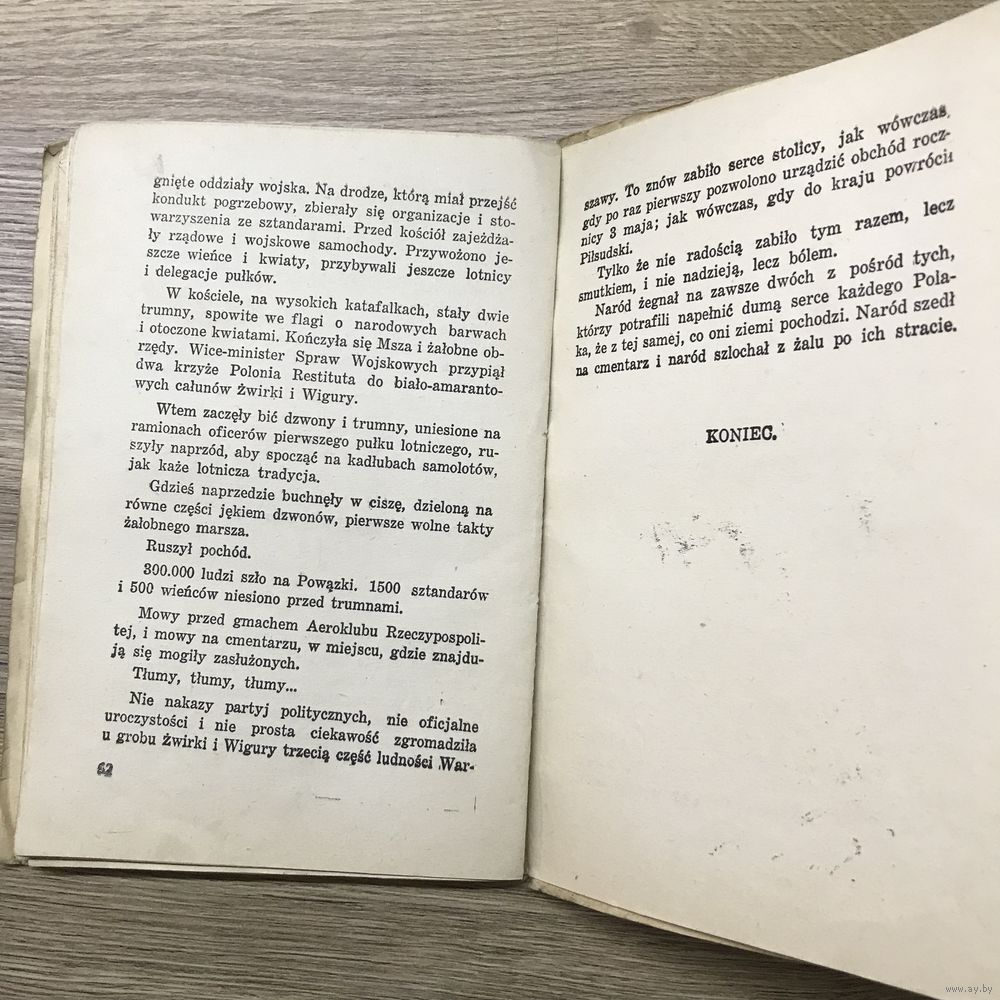 gnięte oddziały wojska. Na drodze, którą miał przejść
kondukt pogrzebowy, zbierały się organizacje i sto-
warzyszenia ze sztandarami. Przed kościół zajeżdża-
ły rządowe i wojskowe samochody. Przywożono je-
szcze wieńce i kwiaty, przybywali jeszcze lotnicy
i delegacje pułków.
W kościele, na wysokich katafalkach, stały dwie
trumny, spowite we flagi o narodowych barwach
i otoczone kwiatami. Kończyła się Msza i żałobne ob-
rzędy. Wice-minister Spraw Wojskowych przypiął
dwa krzyże Polonia Restituta do biało-amaranto-
wych całunów Żwirki i Wigury.
Wtem zaczęły bić dzwony i trumny, uniesione na
ramionach oficerów pierwszego pułku lotniczego, ru-
szyły naprzód, aby spocząć na kadłubach samolotów,
jak każe lotnicza tradycja.
Gdzieś naprzedzie buchnęły w ciszę, dzieloną na
równe części jękiem dzwonów, pierwsze wolne takty
żałobnego marsza.
Ruszył pochód.
300.000 ludzi szło na Powązki. 1500 sztandarów
i 500 wieńców niesiono przed trumnami.
Mowy przed gmachem Aeroklubu Rzeczypospoli-
tej, i mowy na cmentarzu, w miejscu, gdzie znajdu-
ją się mogiły zasłużonych.
Tłumy, tłumy, tłumy...
Nie nakazy partyj politycznych, nie oficjalne
uroczystości i nie prosta ciekawość zgromadziła
u grobu Żwirki i Wigury trzecią część ludności War-
62
szawy. To znów zabiło serce stolicy, jak wówczas,
gdy po raz pierwszy pozwolono urządzić obchód rocz-
nicy 3 maja; jak wówczas, gdy do kraju powrócił
Piłsudski.
Tylko że nie radością zabiło tym razem, lecz
smutkiem, i nie nadzieją, lecz bólem.
Naród żegnał na zawsze dwóch z pośród tych,
którzy potrafili napełnić dumą serce każdego Pola-
ka, że z tej samej, co oni ziemi pochodzi. Naród szedł
na cmentarz i naród szlochał z żalu po ich stracie.
KONIEC.
www.ay.by